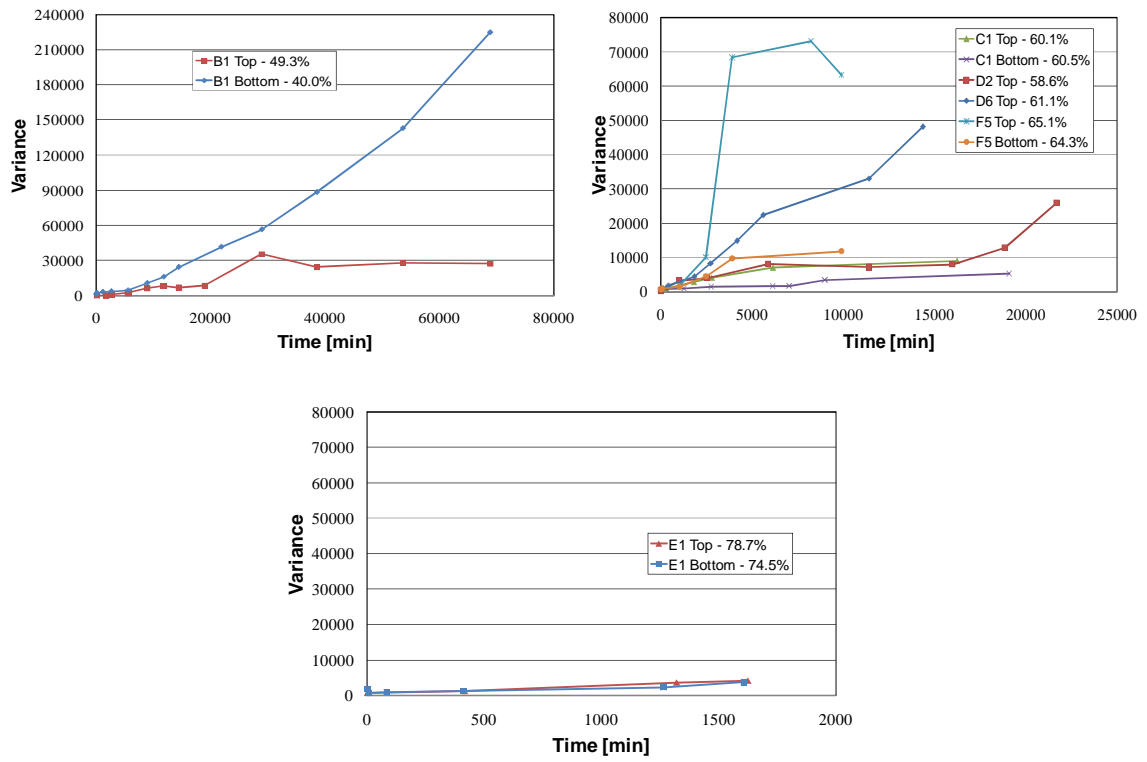 240000
210000
180000
150000
120000
90000
60000
30000
0
Variance
B1 Top - 49.3%
B1 Bottom - 40.0%
0 20000 40000 60000 80000
Time [min]
80000
70000
60000
50000
40000
30000
20000
10000
0
Variance
C1 Top - 60.1%
C1 Bottom - 60.5%
D2 Top - 58.6%
D6 Top - 61.1%
F5 Top - 65.1%
F5 Bottom - 64.3%
0 5000 10000 15000 20000 25000
Time [min]
80000
70000
60000
50000
40000
30000
20000
10000
0
Variance
E1 Top - 78.7%
E1 Bottom - 74.5%
0 500 1000 1500 2000
Time [min]